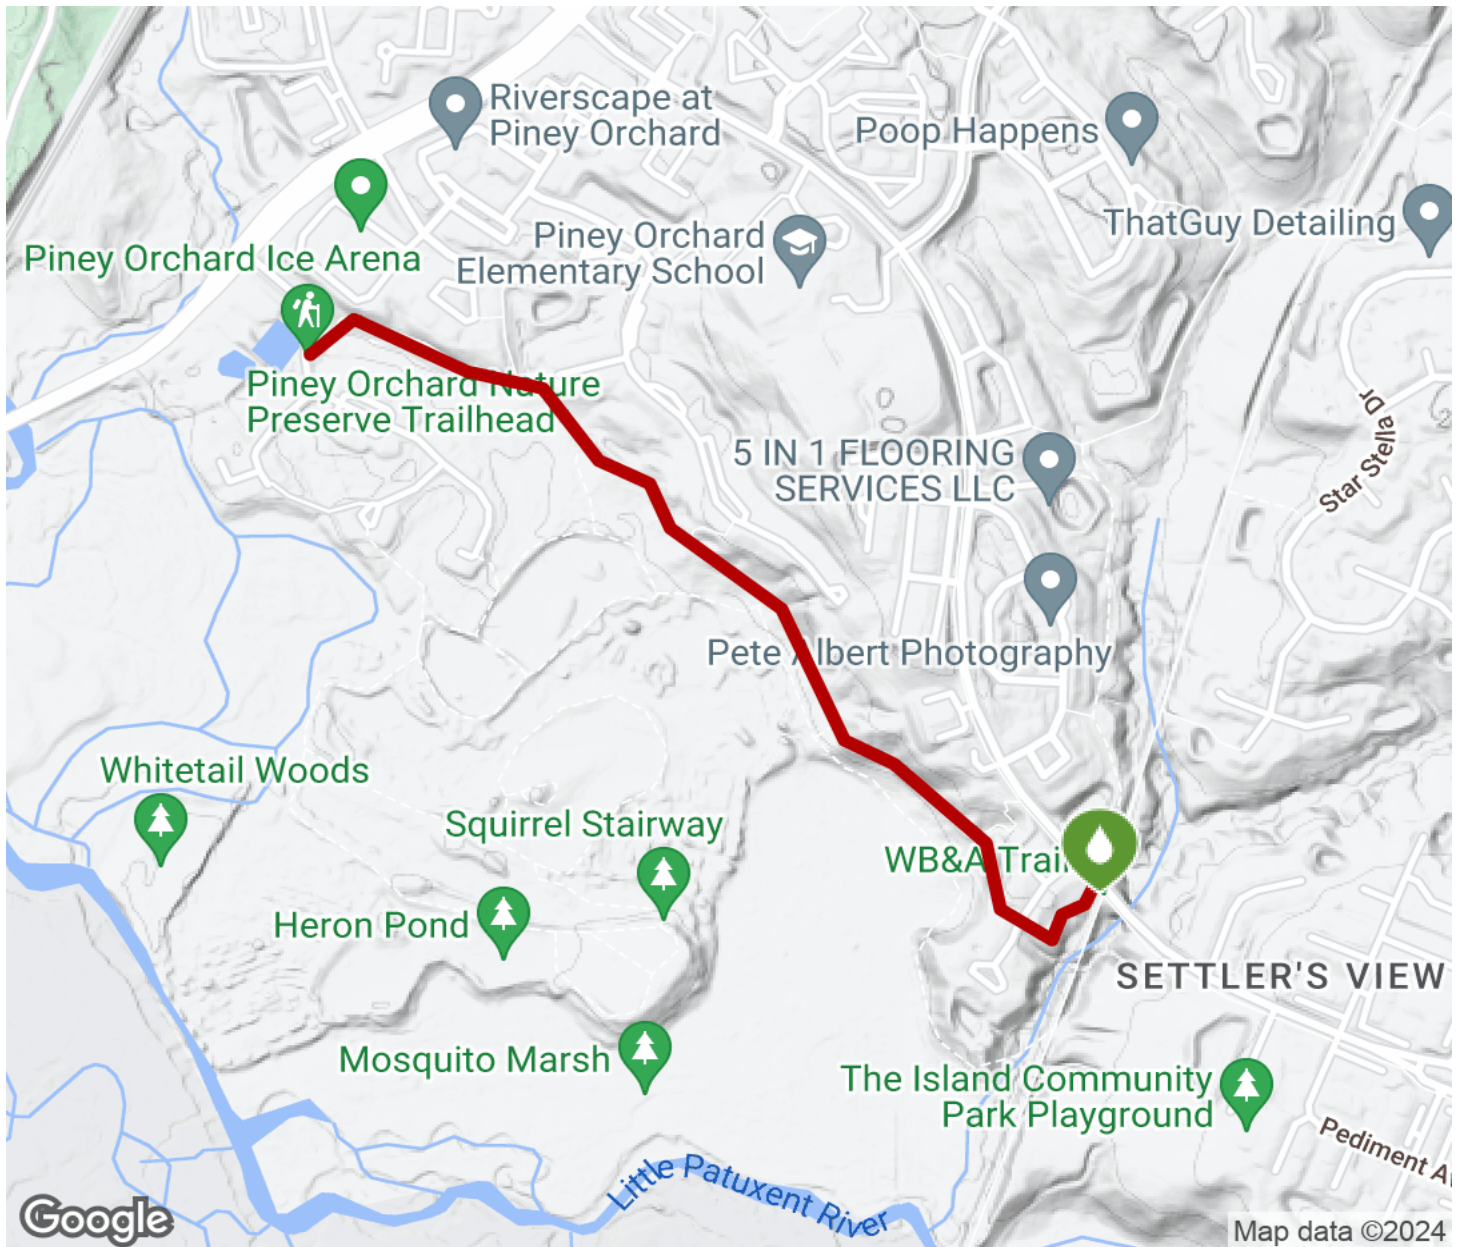 Riverscape at
Piney Orchard
Poop Happens
ThatGuy Detailing
Piney Orchard Ice Arena
Piney Orchard
Elementary School
Piney Orchard Nature
Preserve Trailhead
Star Stella Dr
5 IN 1 FLOORING
SERVICES LLC
Pete Albert Photography
Whitetail Woods
Squirrel Stairway
WB&A Trail
Heron Pond
SETTLER'S VIEW
Mosquito Marsh
The Island Community
Park Playground
Pediment Av
Little Patuxent River
Google
Map data ©2024